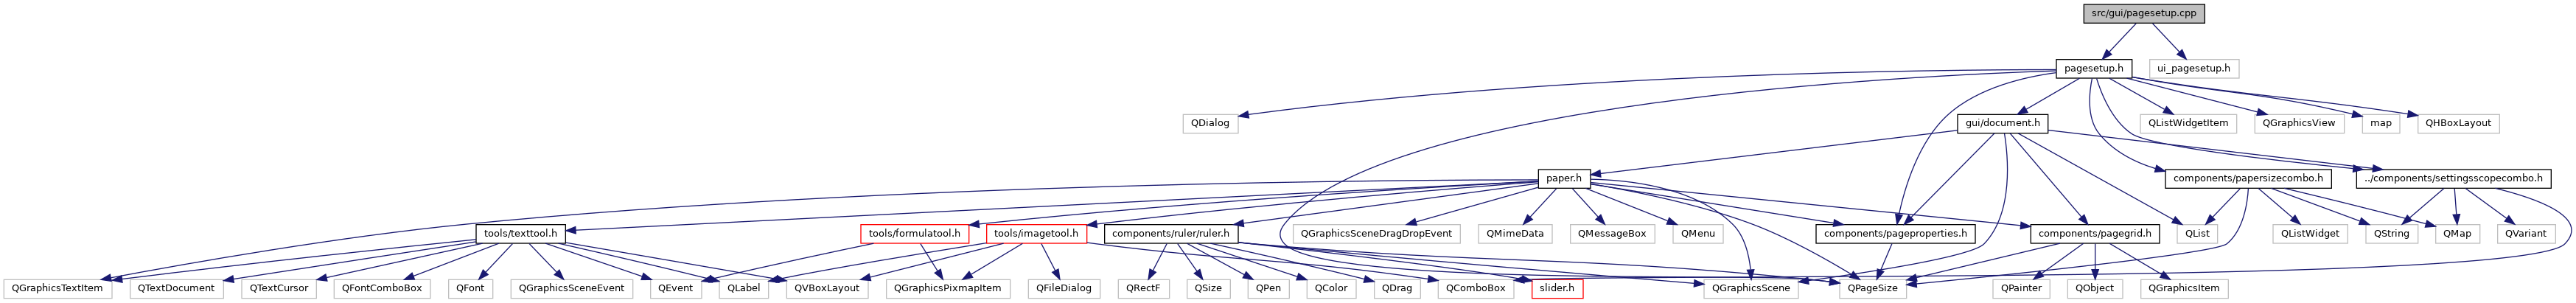 src/gui/pagesetup.cpp
pagesetup.h
ui_pagesetup.h
QDialog
gui/document.h
QListWidgetItem
QGraphicsView
map
QHBoxLayout
paper.h
components/papersizecombo.h
../components/settingsscopecombo.h
tools/texttool.h
tools/formulatool.h
tools/imagetool.h
components/ruler/ruler.h
QGraphicsSceneDragDropEvent
QMimeData
QMessageBox
QMenu
components/pageproperties.h
components/pagegrid.h
QList
QListWidget
QString
QMap
QVariant
QGraphicsTextItem
QTextDocument
QTextCursor
QFontComboBox
QFont
QGraphicsSceneEvent
QEvent
QLabel
QVBoxLayout
QGraphicsPixmapItem
QFileDialog
QRectF
QSize
QPen
QColor
QDrag
QComboBox
slider.h
QGraphicsScene
QPageSize
QPainter
QObject
QGraphicsItem